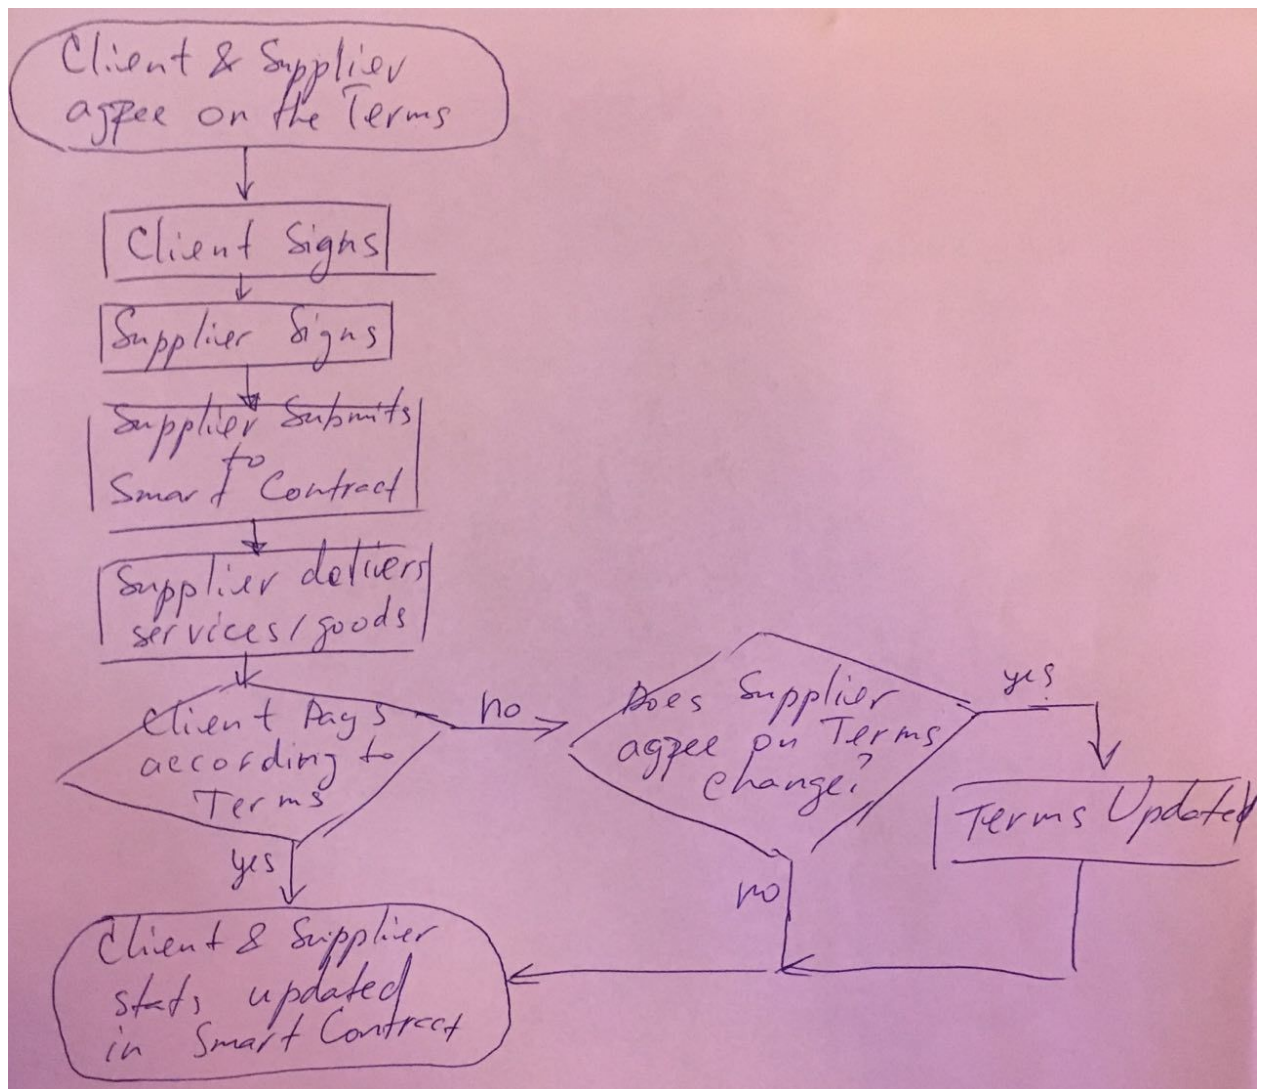 Client & Supplier
agree on the Terms
Client Signs
Supplier Signs
Supplier Submits
to
Smart Contract
Supplier delivers
services/goods
Client Pays
according to
Terms
no
Does Supplier
agree on Terms
change?
yes
Terms Updated
yes
no
Client & Supplier
stats updated
in Smart Contract